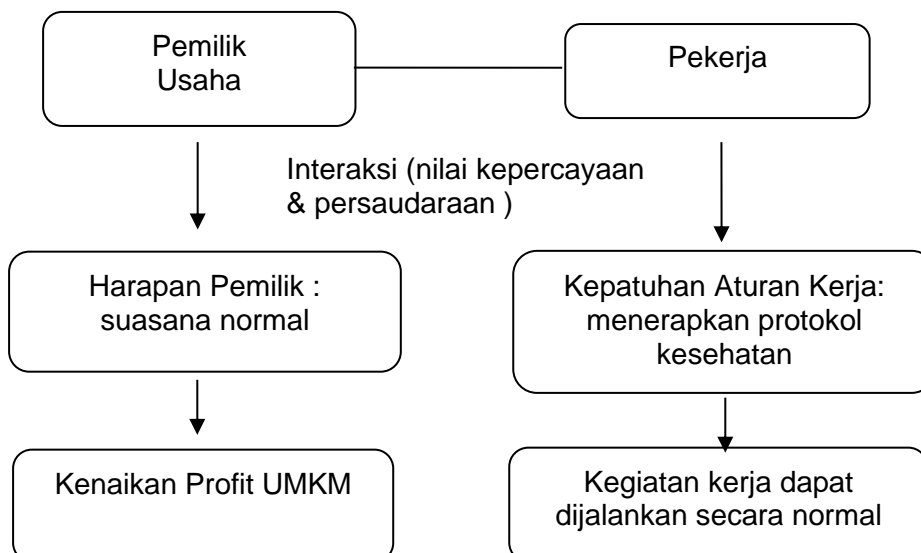 Pemilik
Usaha
Pekerja
Interaksi (nilai kepercayaan
& persaudaraan )
Harapan Pemilik :
suasana normal
Kepatuhan Aturan Kerja:
menerapkan protokol
kesehatan
Kenaikan Profit UMKM
Kegiatan kerja dapat
dijalankan secara normal